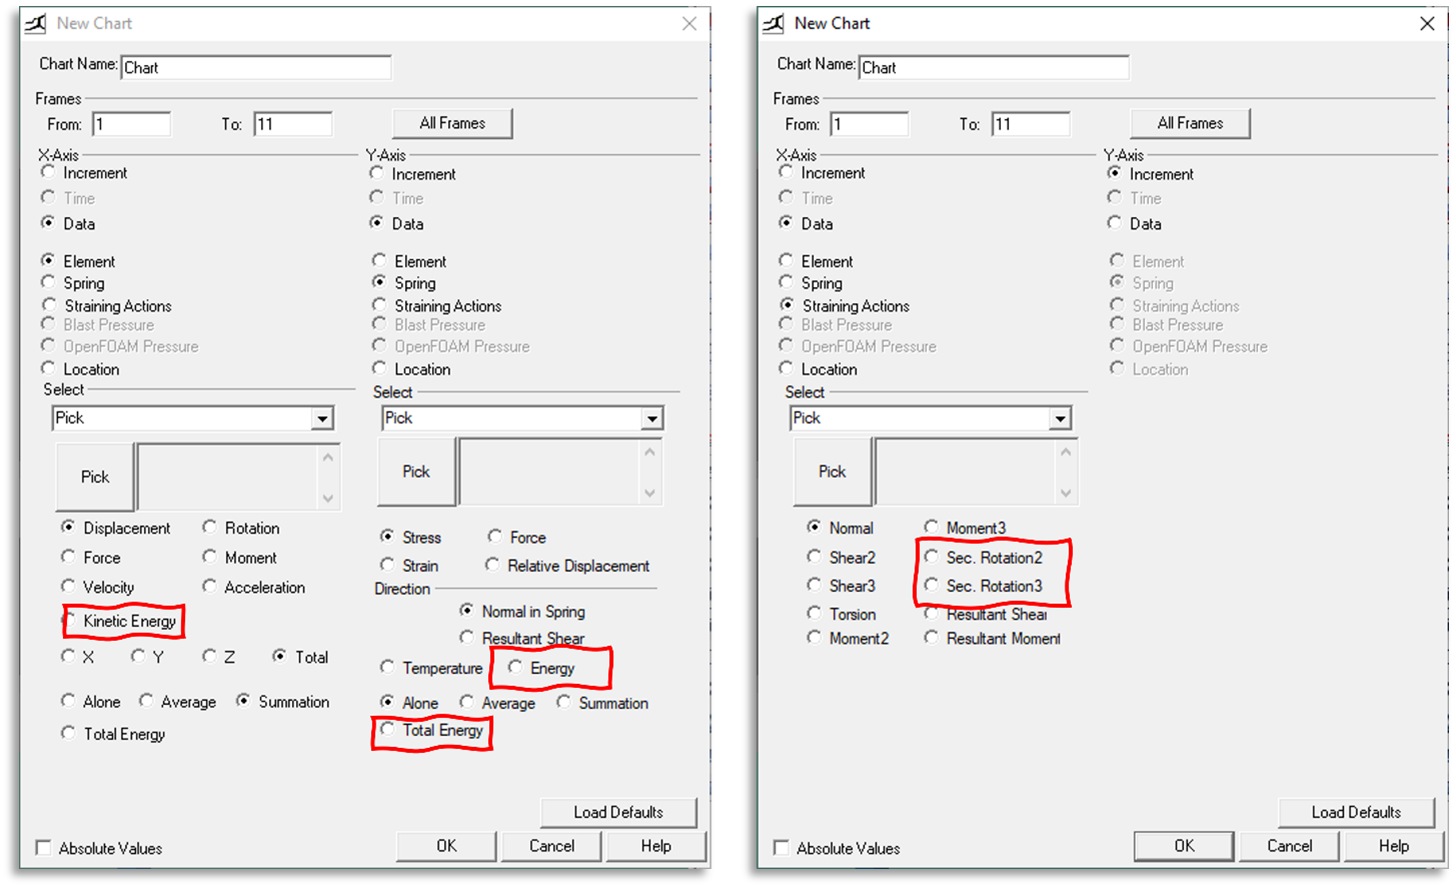 New Chart
Chart Name: Chart
Frames
From: 1 To: 11 All Frames
X-Axis Y-Axis
Increment Increment
Time Time
Data Data
Element Element
Spring Spring
Straining Actions Straining Actions
Blast Pressure Blast Pressure
OpenFOAM Pressure OpenFOAM Pressure
Location Location
Select Select
Pick Pick
Pick Pick
Displacement Rotation Stress Force
Force Moment Strain Relative Displacement
Velocity Acceleration Direction
Normal in Spring
Kinetic Energy Resultant Shear
X Y Z Total Temperature Energy
Alone Average Summation Alone Average Summation
Total Energy Total Energy
Load Defaults
Absolute Values OK Cancel Help
New Chart
Chart Name: Chart
Frames
From: 1 To: 11 All Frames
X-Axis Y-Axis
Increment Increment
Time Time
Data Data
Element Element
Spring Spring
Straining Actions Straining Actions
Blast Pressure Blast Pressure
OpenFOAM Pressure OpenFOAM Pressure
Location Location
Select
Pick
Pick
Normal Moment3
Shear2 Sec. Rotation2
Shear3 Sec. Rotation3
Torsion Resultant Shear
Moment2 Resultant Moment
Load Defaults
Absolute Values OK Cancel Help